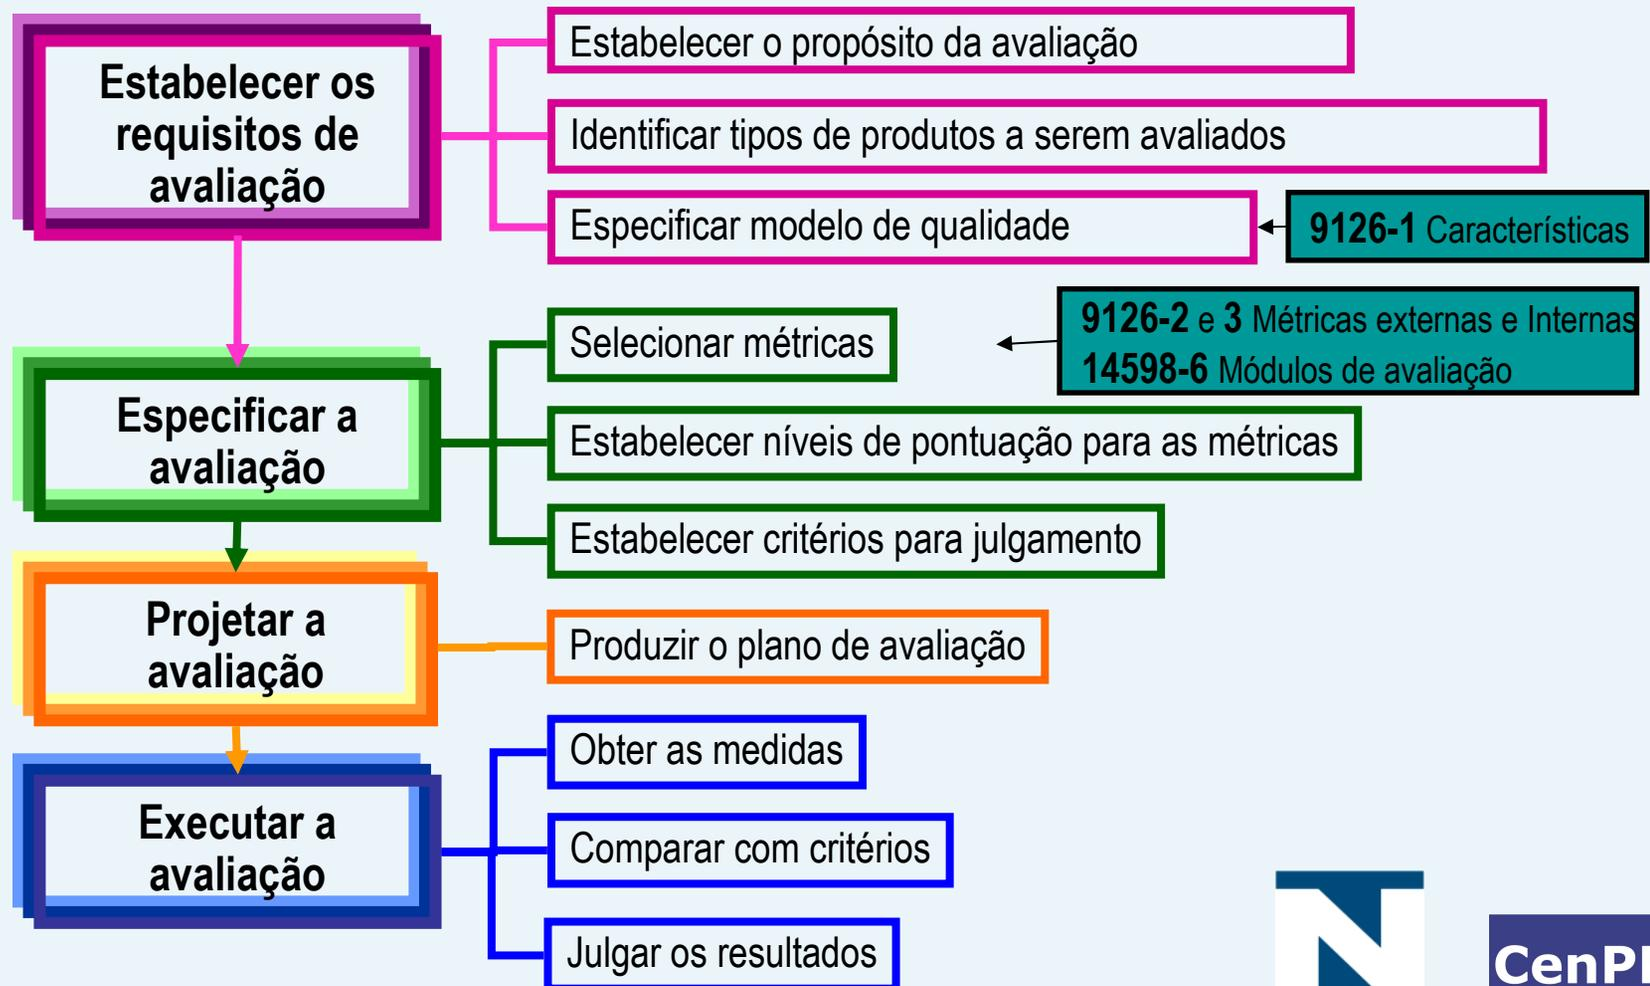 Estabelecer os
requisitos de
avaliação
Estabelecer o propósito da avaliação
Identificar tipos de produtos a serem avaliados
Especificar modelo de qualidade
9126-1 Características
Especificar a
avaliação
Selecionar métricas
9126-2 e 3 Métricas externas e Internas
14598-6 Módulos de avaliação
Estabelecer níveis de pontuação para as métricas
Estabelecer critérios para julgamento
Projetar a
avaliação
Produzir o plano de avaliação
Executar a
avaliação
Obter as medidas
Comparar com critérios
Julgar os resultados